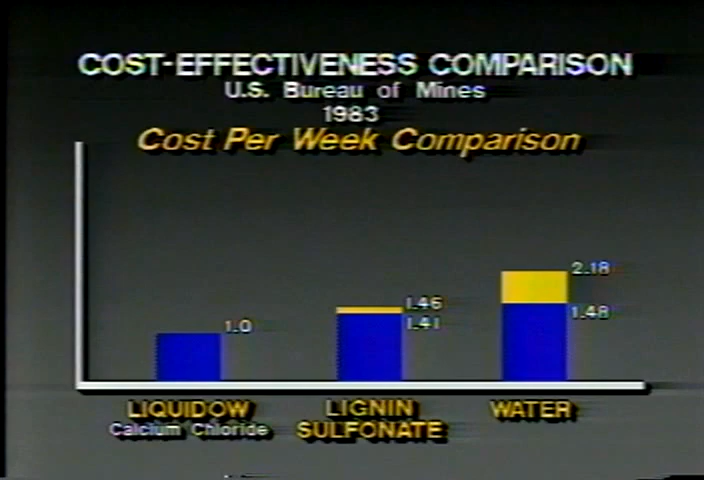 COST-EFFECTIVENESS COMPARISON
U.S. Bureau of Mines
1983
Cost Per Week Comparison
2.18
1.46
1.48
1.41
1.0
LIQUIDOW
Calcium Chloride
LIGNIN
SULFONATE
WATER